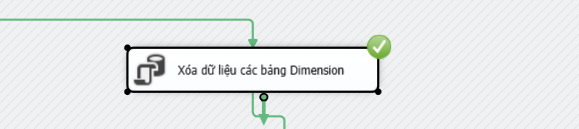 Xóa dữ liệu các bảng Dimension